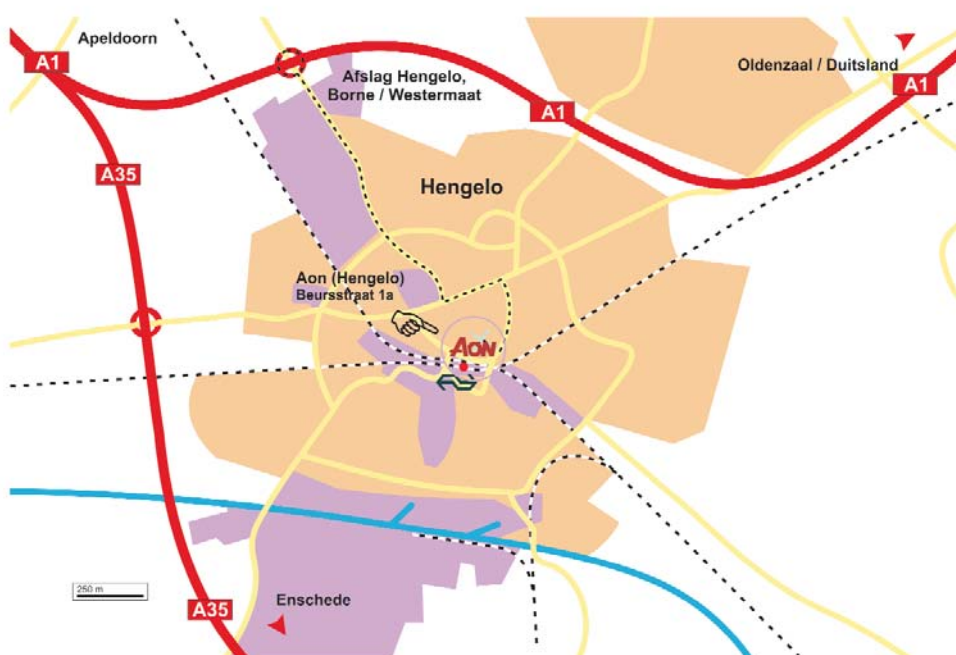 Apeldoorn
A1
Afslag Hengelo,
Borne / Westermaat
Oldenzaal / Duitsland
A1
A1
A35
Hengelo
Aon (Hengelo)
Beursstraat 1a
AON
250 m
Enschede
A35